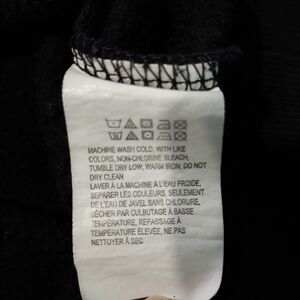 MACHINE WASH COLD, WITH LIKE
COLORS, NON-CHLORINE BLEACH,
TUMBLE DRY LOW, WARM IRON, DO NOT
DRY CLEAN
LAVER À LA MACHINE À L'EAU FROIDE,
SÉPARER LES COULEURS, SEULEMENT
DE L'EAU DE JAVEL SANS CHLORURE,
SÉCHER PAR CULBUTAGE À BASSE
TEMPÉRATURE, REPASSAGE À
TEMPÉRATURE ÉLEVÉE, NE PAS
NETTOYER À SEC